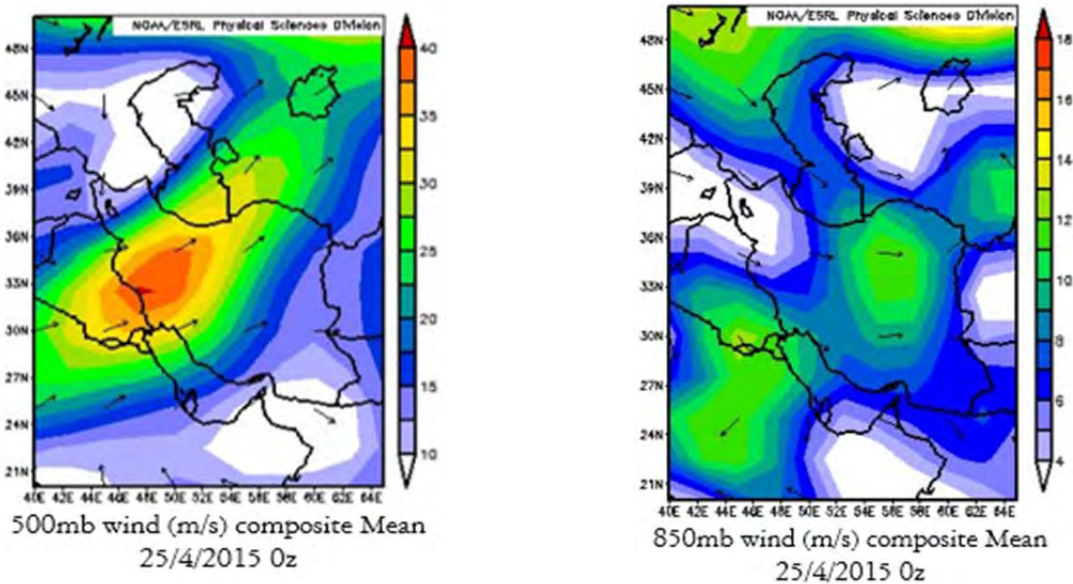 NOAA/ESRL Physical Sciences Division
48N
45N
42N
39N
36N
33N
30N
27N
24N
21N
40E 42E 44E 46E 48E 50E 52E 54E 56E 58E 60E 62E 64E
40
35
30
25
20
15
10
500mb wind (m/s) composite Mean
25/4/2015 0z
NOAA/ESRL Physical Sciences Division
48N
45N
42N
39N
36N
33N
30N
27N
24N
21N
40E 42E 44E 46E 48E 50E 52E 54E 56E 58E 60E 62E 64E
18
16
14
12
10
8
6
4
850mb wind (m/s) composite Mean
25/4/2015 0z